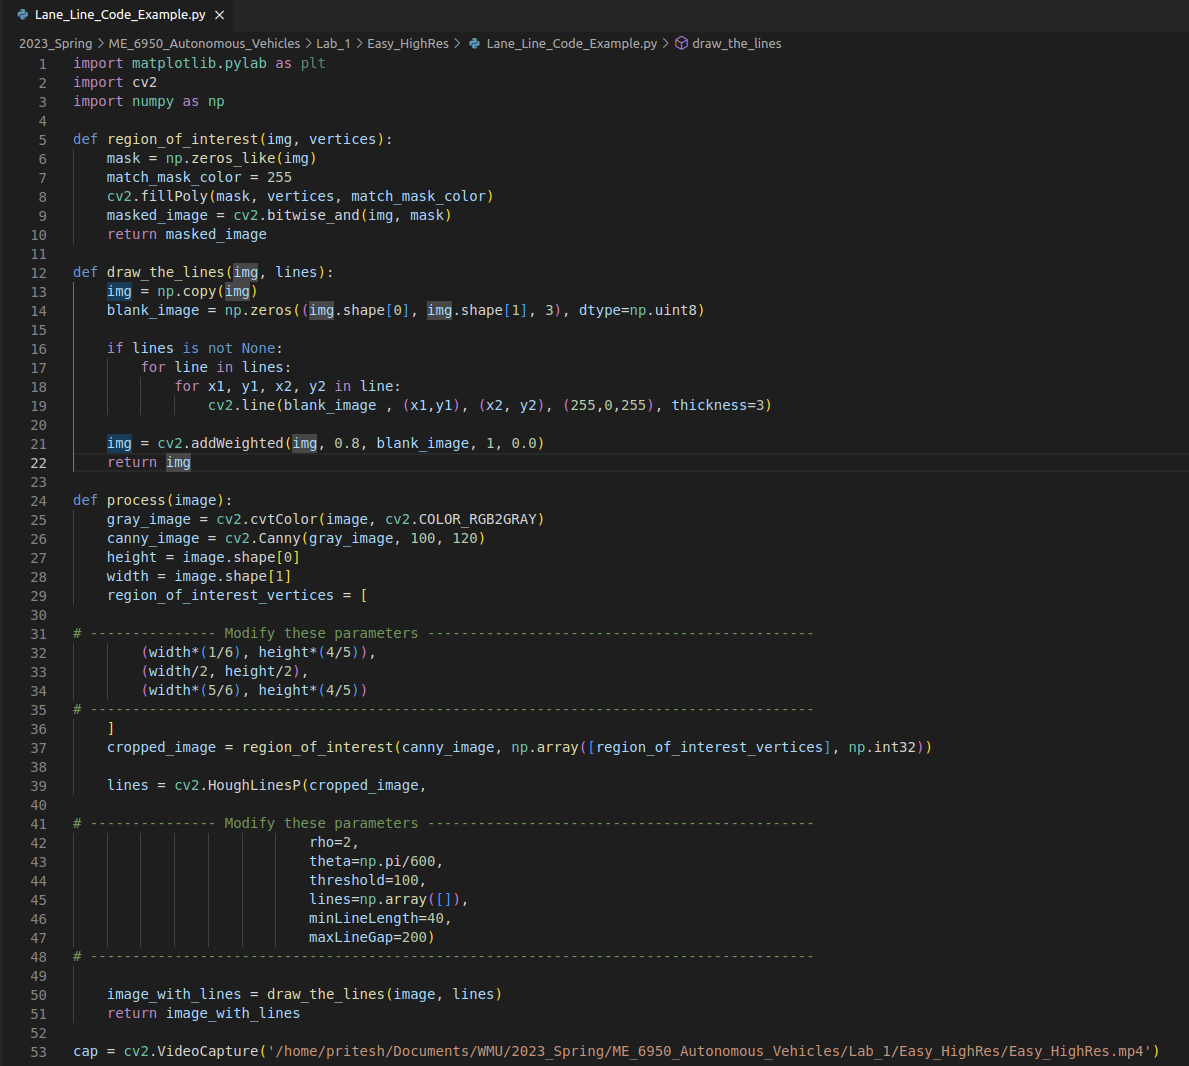 Lane_Line_Code_Example.py ×
2023_Spring > ME_6950_Autonomous_Vehicles > Lab_1 > Easy_HighRes > Lane_Line_Code_Example.py > draw_the_lines
1 import matplotlib.pylab as plt
2 import cv2
3 import numpy as np
4
5 def region_of_interest(img, vertices):
6     mask = np.zeros_like(img)
7     match_mask_color = 255
8     cv2.fillPoly(mask, vertices, match_mask_color)
9     masked_image = cv2.bitwise_and(img, mask)
10     return masked_image
11
12 def draw_the_lines(img, lines):
13     img = np.copy(img)
14     blank_image = np.zeros((img.shape[0], img.shape[1], 3), dtype=np.uint8)
15
16     if lines is not None:
17         for line in lines:
18             for x1, y1, x2, y2 in line:
19                 cv2.line(blank_image , (x1,y1), (x2, y2), (255,0,255), thickness=3)
20
21     img = cv2.addWeighted(img, 0.8, blank_image, 1, 0.0)
22     return img
23
24 def process(image):
25     gray_image = cv2.cvtColor(image, cv2.COLOR_RGB2GRAY)
26     canny_image = cv2.Canny(gray_image, 100, 120)
27     height = image.shape[0]
28     width = image.shape[1]
29     region_of_interest_vertices = [
30
31 # --------------- Modify these parameters ----------------------------------------------
32         (width*(1/6), height*(4/5)),
33         (width/2, height/2),
34         (width*(5/6), height*(4/5))
35 # --------------------------------------------------------------------------------------
36     ]
37     cropped_image = region_of_interest(canny_image, np.array([region_of_interest_vertices], np.int32))
38
39     lines = cv2.HoughLinesP(cropped_image,
40
41 # --------------- Modify these parameters ----------------------------------------------
42                             rho=2,
43                             theta=np.pi/600,
44                             threshold=100,
45                             lines=np.array([]),
46                             minLineLength=40,
47                             maxLineGap=200)
48 # --------------------------------------------------------------------------------------
49
50     image_with_lines = draw_the_lines(image, lines)
51     return image_with_lines
52
53 cap = cv2.VideoCapture('/home/pritesh/Documents/WMU/2023_Spring/ME_6950_Autonomous_Vehicles/Lab_1/Easy_HighRes/Easy_HighRes.mp4')